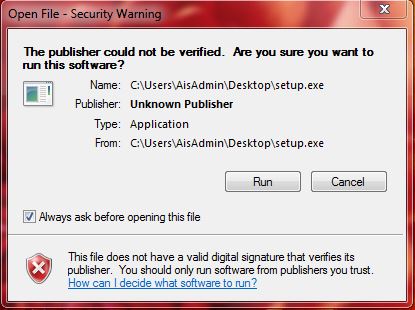 Open File - Security Warning
The publisher could not be verified. Are you sure you want to
run this software?
Name: C:\Users\AisAdmin\Desktop\setup.exe
Publisher: Unknown Publisher
Type: Application
From: C:\Users\AisAdmin\Desktop\setup.exe
Run Cancel
Always ask before opening this file
This file does not have a valid digital signature that verifies its
publisher. You should only run software from publishers you trust.
How can I decide what software to run?